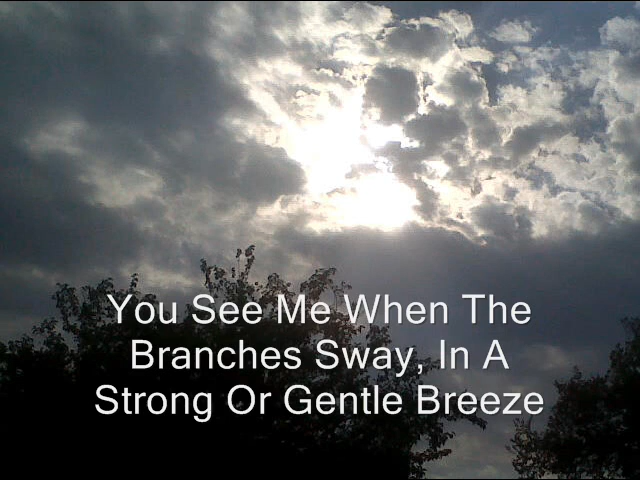 You See Me When The
Branches Sway, In A
Strong Or Gentle Breeze